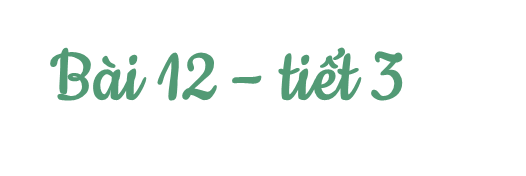 Bài 12 – tiết 3